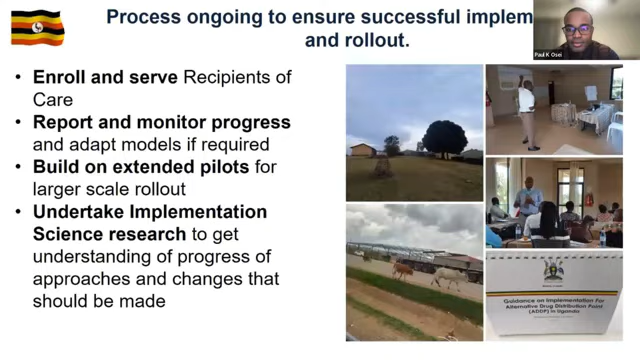 Process ongoing to ensure successful implem
and rollout.
Paul K Osei
• Enroll and serve Recipients of
Care
• Report and monitor progress
and adapt models if required
• Build on extended pilots for
larger scale rollout
• Undertake Implementation
Science research to get
understanding of progress of
approaches and changes that
should be made
Guidance on Implementation For
Alternative Drug Distribution Point
(ADDP) in Uganda